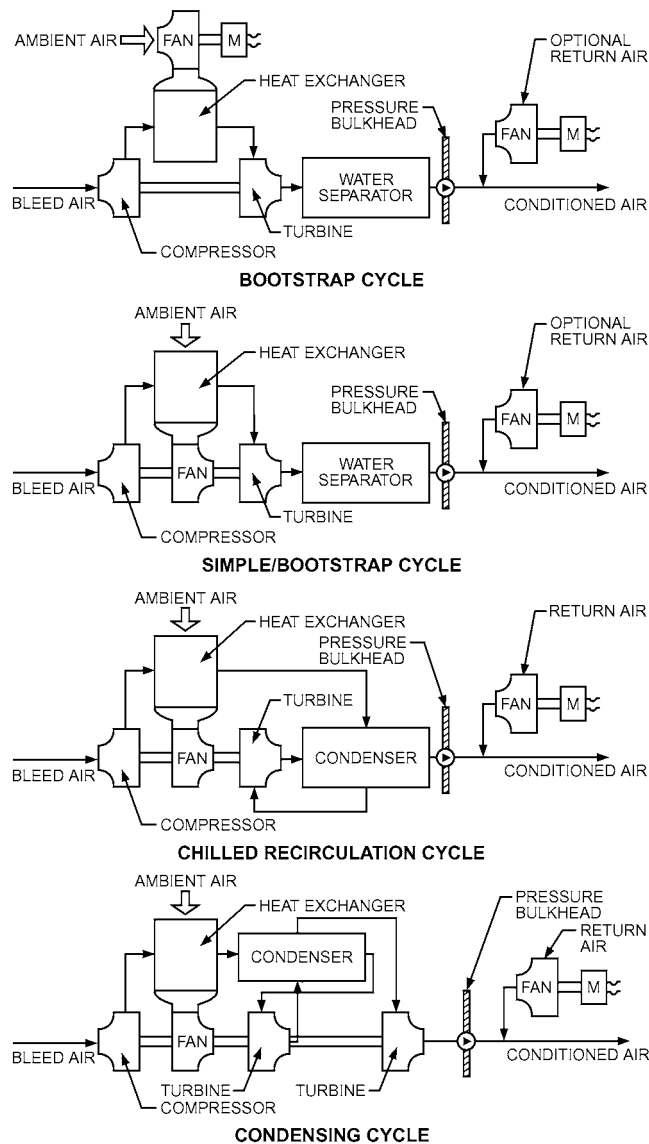 AMBIENT AIR
FAN
M
OPTIONAL
RETURN AIR
HEAT EXCHANGER
PRESSURE
BULKHEAD
FAN
M
WATER
SEPARATOR
BLEED AIR
TURBINE
CONDITIONED AIR
COMPRESSOR
BOOTSTRAP CYCLE
AMBIENT AIR
OPTIONAL
RETURN AIR
HEAT EXCHANGER
PRESSURE
BULKHEAD
FAN
M
FAN
WATER
SEPARATOR
BLEED AIR
TURBINE
CONDITIONED AIR
COMPRESSOR
SIMPLE/BOOTSTRAP CYCLE
AMBIENT AIR
HEAT EXCHANGER
RETURN AIR
PRESSURE
BULKHEAD
TURBINE
FAN
M
FAN
CONDENSER
BLEED AIR
CONDITIONED AIR
COMPRESSOR
CHILLED RECIRCULATION CYCLE
AMBIENT AIR
HEAT EXCHANGER
PRESSURE
BULKHEAD
RETURN
AIR
CONDENSER
FAN
M
FAN
BLEED AIR
CONDITIONED AIR
TURBINE
TURBINE
COMPRESSOR
CONDENSING CYCLE